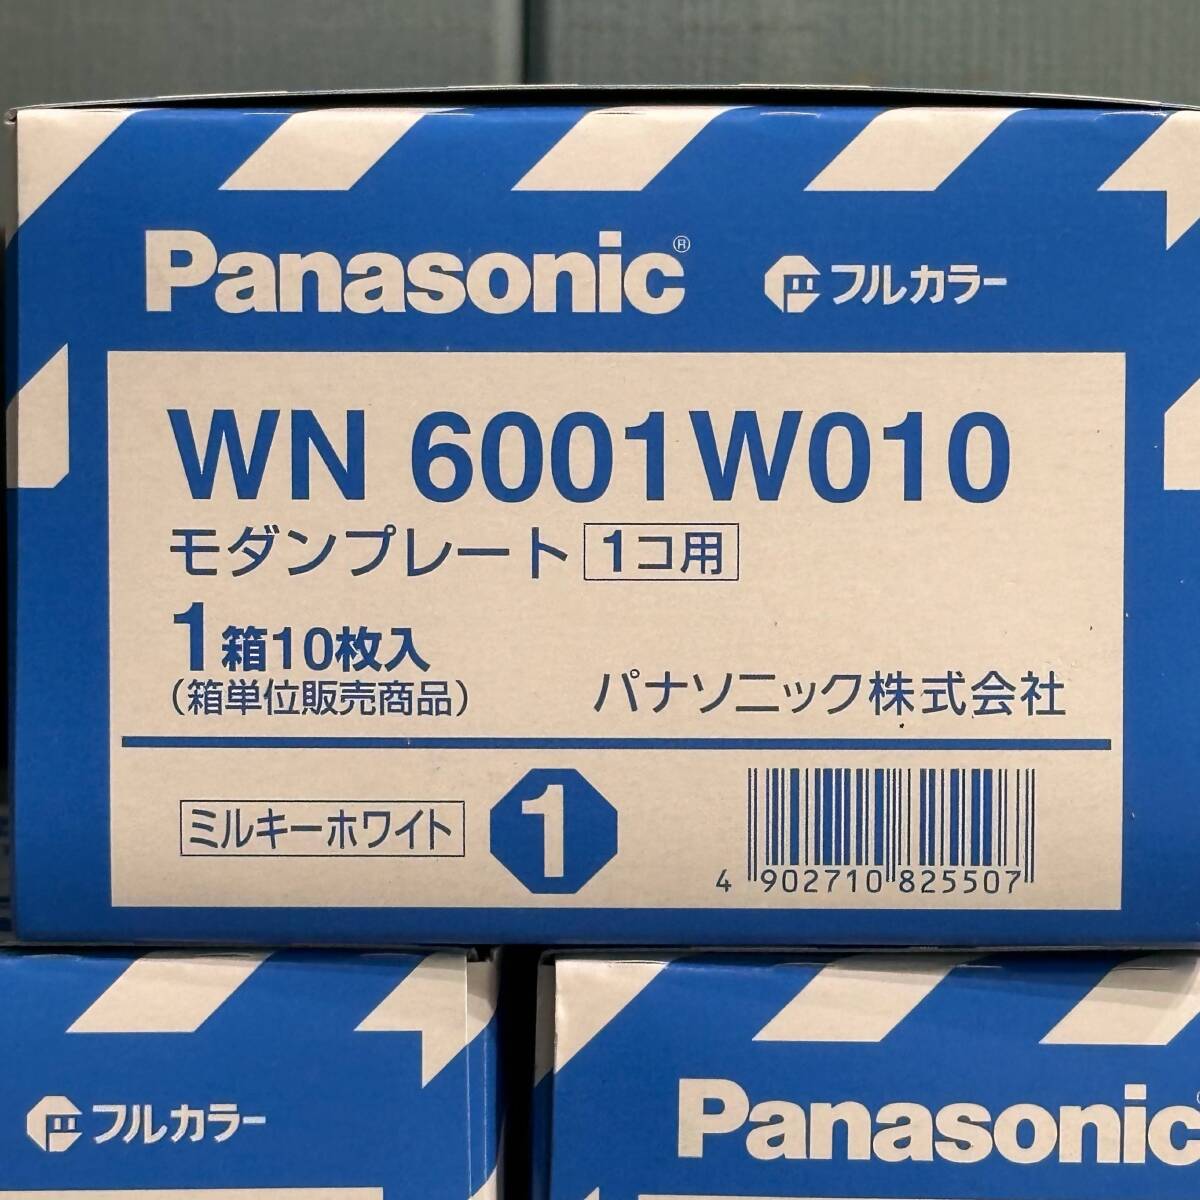 Panasonic® フルカラー
WN 6001W010
モダンプレート 1コ用
1箱10枚入
(箱単位販売商品) パナソニック株式会社
ミルキーホワイト 1
4 902710 825507
フルカラー
Panasonic